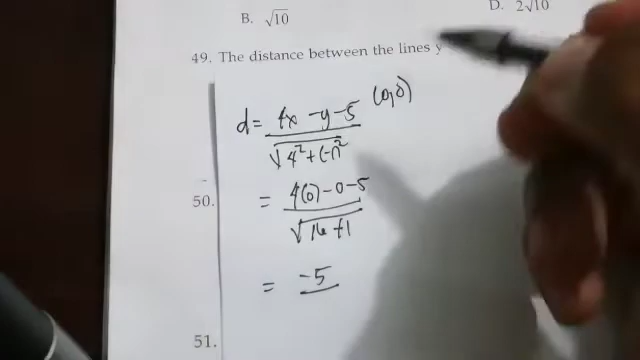 B. √10
D. 2√10
49. The distance between the lines y
d = 4x - y - 5 / √4² + (-1)² (0,0)
50. = 4(0) - 0 - 5 / √16 + 1
= -5
51.